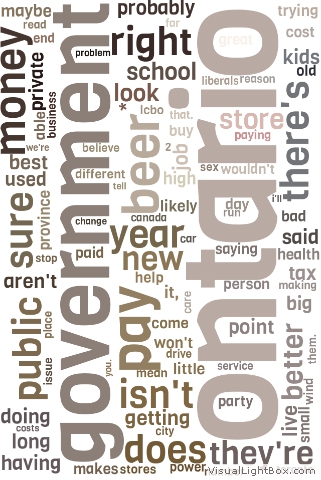 maybe
read
end
money
private
able
business
we're
best
used
sure
province
stop
aren't
public
place
issue
doing
costs
long
having
government
problem
believe
different
tell
change
paid
you.
makes
stores
probably
far
right
school
look
*
lcbo
that.
buy
beer
2
job
high
likely
canada
year
car
new
help
it,
care
pay
come
won't
drive
mean
little
isn't
getting
city
does
power
they're
ontario
great
liberals
reason
store
paying
sex
wouldn't
i'll
day
run
saying
person
point
service
party
trying
cost
kids
old
there's
bad
said
health
tax
making
big
better
them.
wind
small
live
VisualLightBox.com